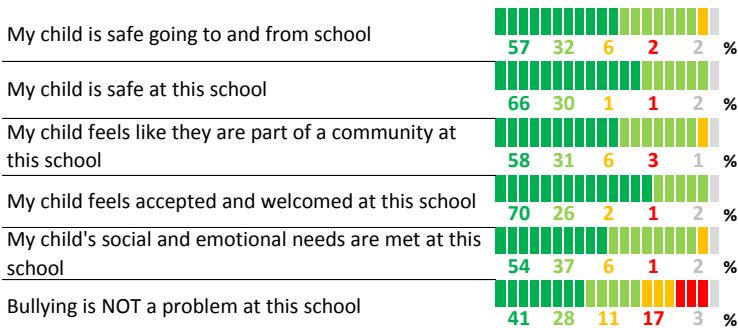 My child is safe going to and from school
57 32 6 2 2 %
My child is safe at this school
66 30 1 1 2 %
My child feels like they are part of a community at
this school
58 31 6 3 1 %
My child feels accepted and welcomed at this school
70 26 2 1 2 %
My child's social and emotional needs are met at this
school
54 37 6 1 2 %
Bullying is NOT a problem at this school
41 28 11 17 3 %